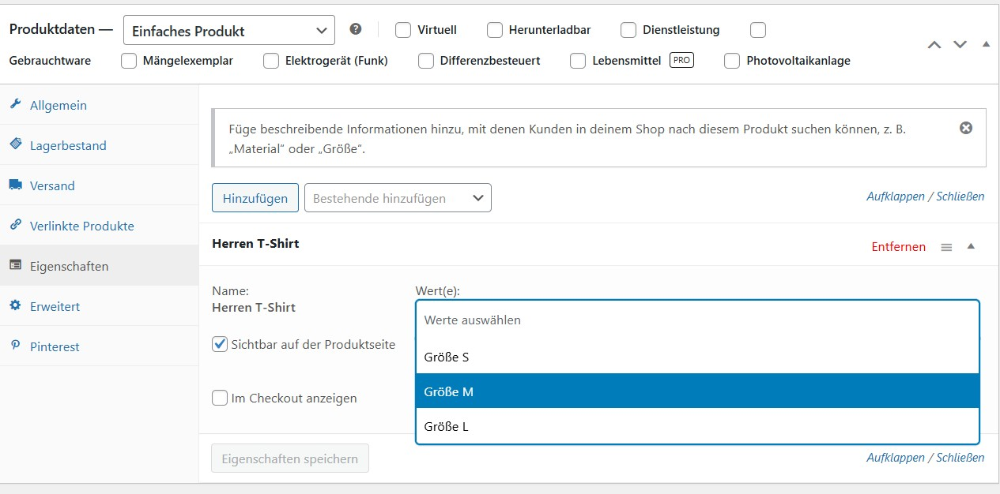 Produktdaten — Einfaches Produkt Virtuell Herunterladbar Dienstleistung
Gebrauchtware Mängelexemplar Elektrogerät (Funk) Differenzbesteuert Lebensmittel PRO Photovoltaikanlage
Allgemein
Lagerbestand
Versand
Verlinkte Produkte
Eigenschaften
Erweitert
Pinterest
Füge beschreibende Informationen hinzu, mit denen Kunden in deinem Shop nach diesem Produkt suchen können, z. B.
„Material“ oder „Größe“.
Hinzufügen Bestehende hinzufügen Aufklappen / Schließen
Herren T-Shirt Entfernen
Name:
Herren T-Shirt
Sichtbar auf der Produktseite
Im Checkout anzeigen
Wert(e):
Werte auswählen
Größe S
Größe M
Größe L
Eigenschaften speichern Aufklappen / Schließen